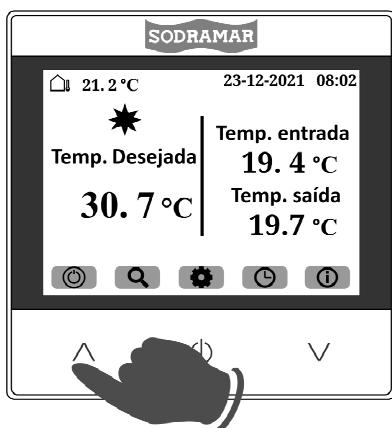 SODRAMAR
21.2 °C
23-12-2021 08:02
Temp. Desejada
30.7 °C
Temp. entrada
19.4 °C
Temp. saída
19.7 °C